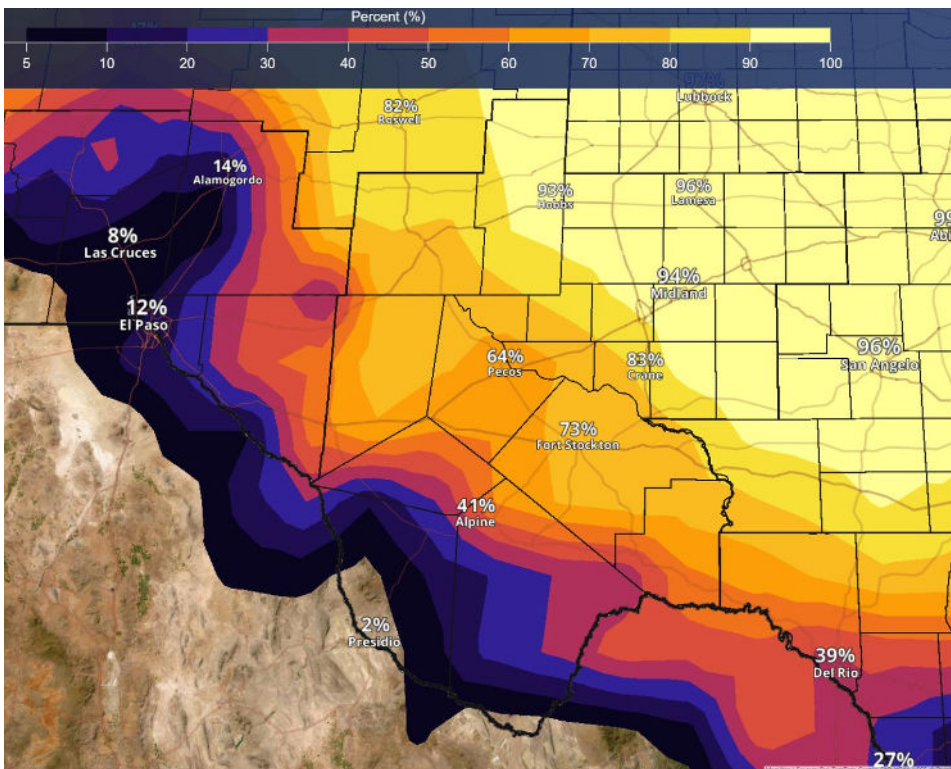 Percent (%)
5 10 20 30 40 50 60 70 80 90 100
Lubbock
82%
Roswell
14%
Alamogordo
93%
Hobbs
96%
Lamesa
8%
Las Cruces
94%
Midland
12%
El Paso
64%
Pecos
83%
Crane
96%
San Angelo
73%
Fort Stockton
41%
Alpine
2%
Presidio
39%
Del Rio
27%